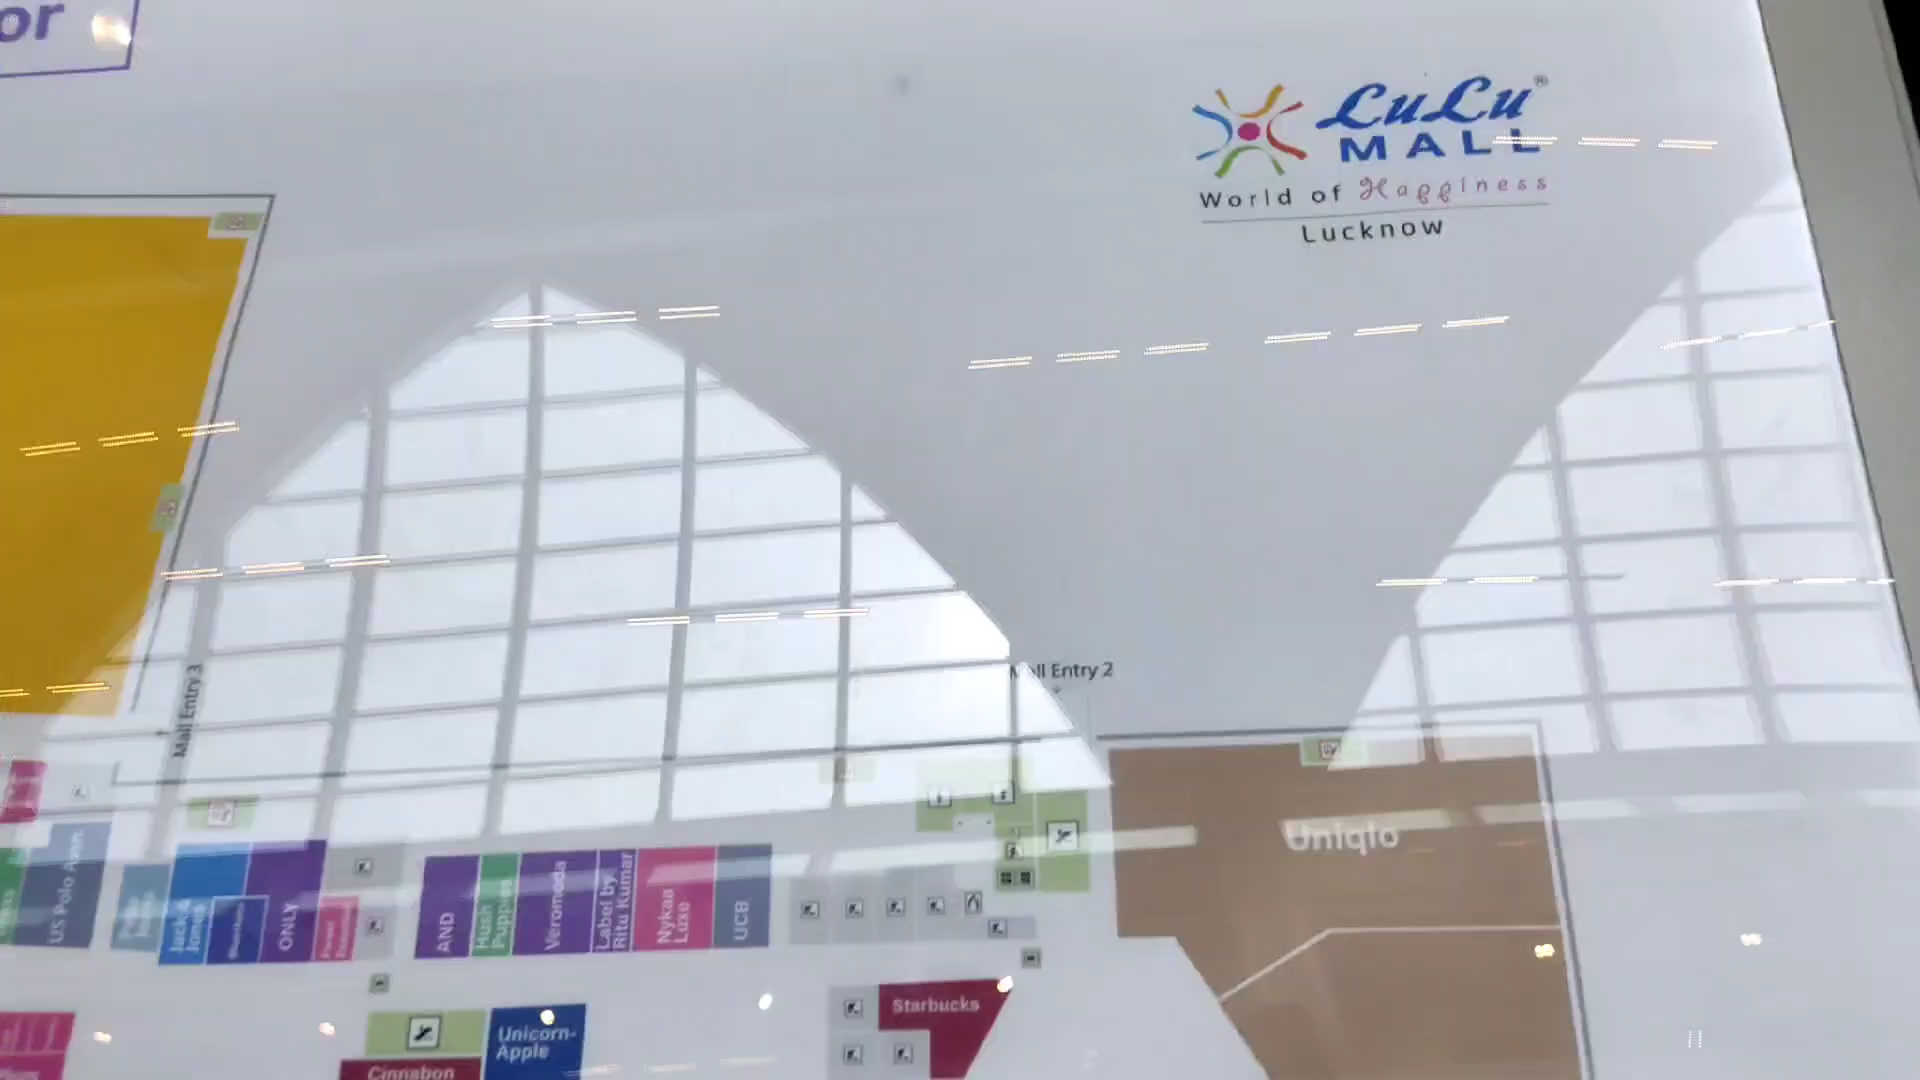 or
LuLu®
MALL
World of Happiness
Lucknow
Mall Entry 3
Mall Entry 2
Uniqlo
US Polo Assn.
Jack &
Jones
ONLY
AND
Hush
Puppies
Veromoda
Label by
Ritu Kumar
Nykaa
Luxe
UCB
Starbucks
Unicorn-
Apple
Cinnabon